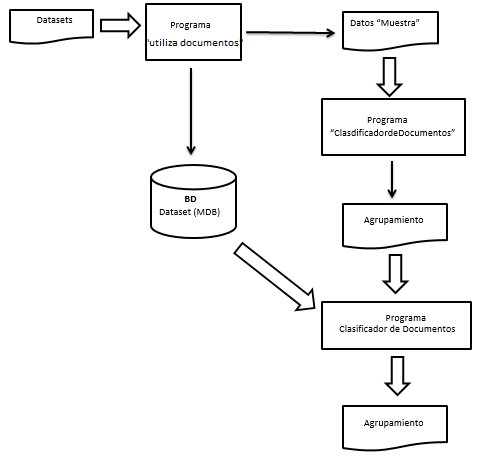 Datasets
Programa
"utiliza documentos"
Datos “Muestra”
Programa
“ClasdificadordeDocumentos”
BD
Dataset (MDB)
Agrupamiento
Programa
Clasificador de Documentos
Agrupamiento